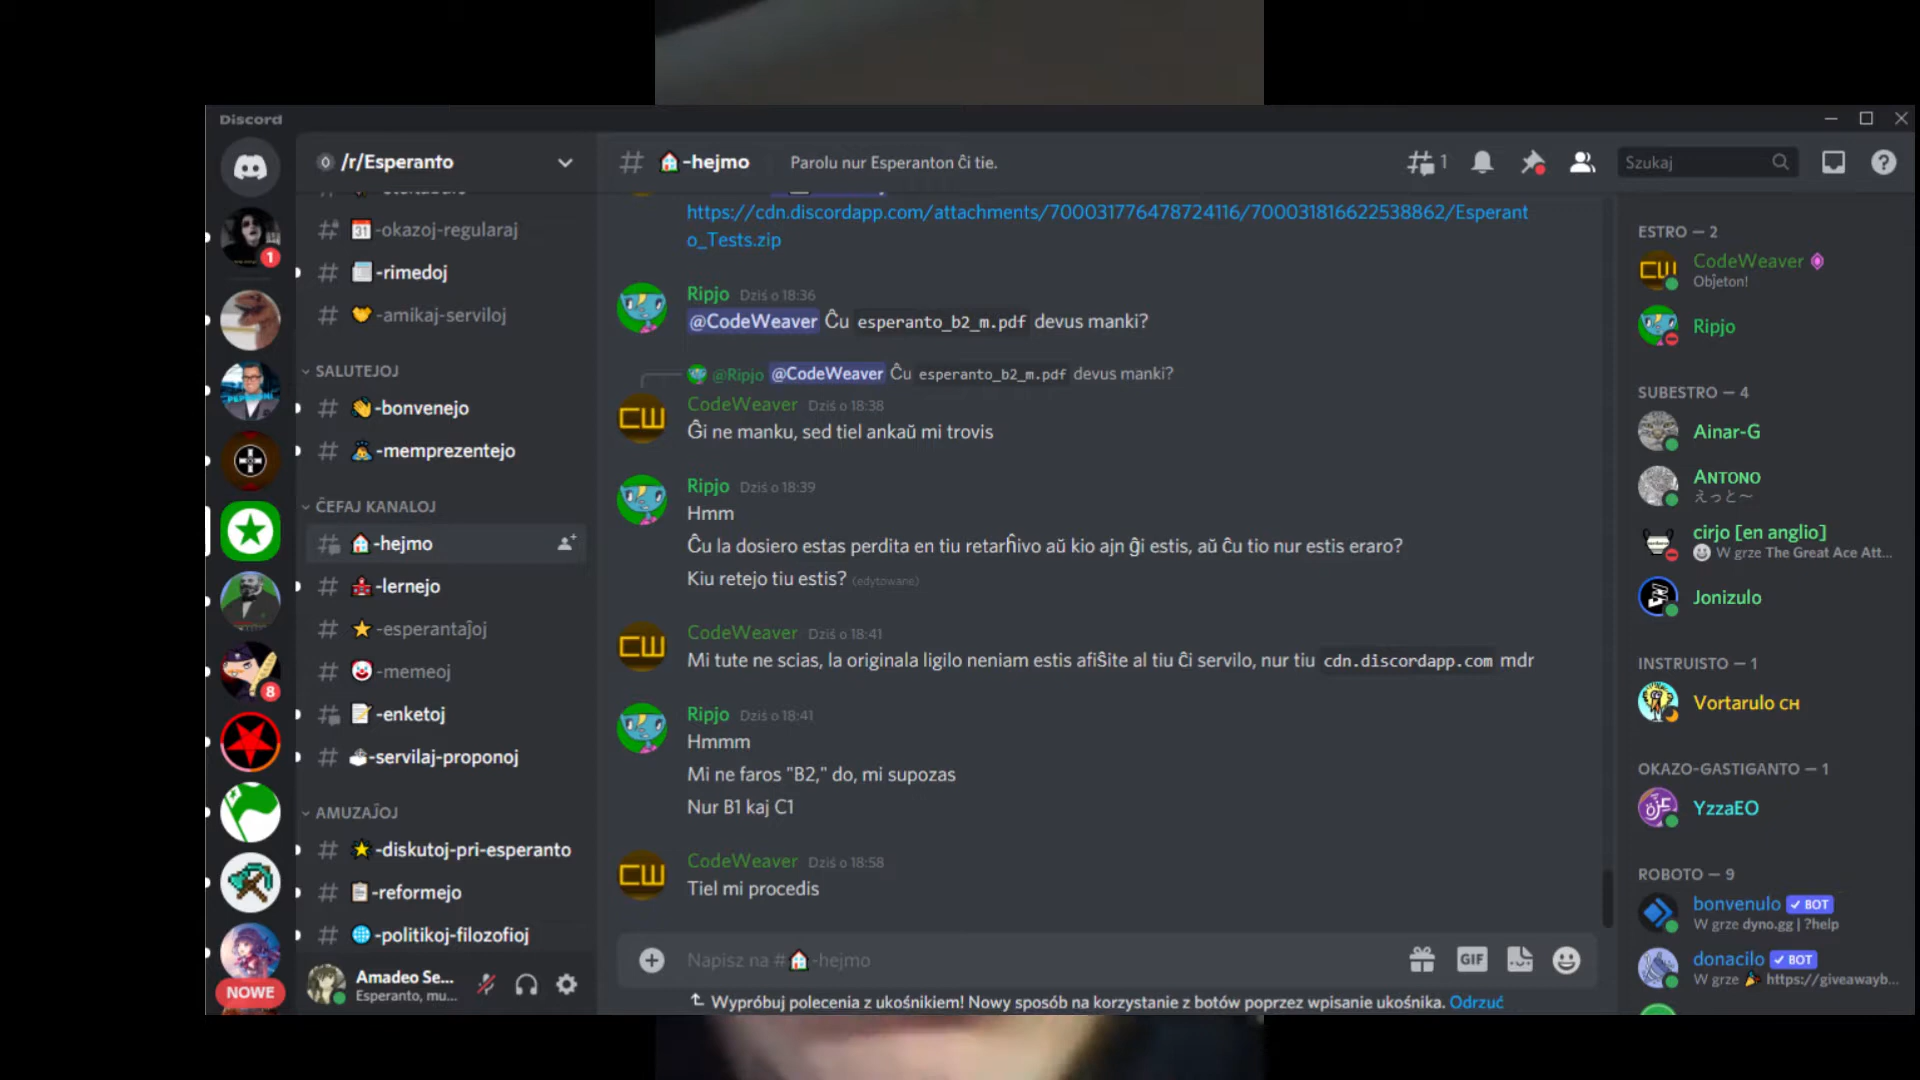 Discord
/r/Esperanto
-okazoj-regularaj
-rimedoj
-amikaj-serviloj
SALUTEJOJ
-bonvenejo
-memprezentejo
ĈEFAJ KANALOJ
-hejmo
-lernejo
-esperantaĵoj
-memeoj
-enketoj
-servilaj-proponoj
AMUZAĴOJ
-diskutoj-pri-esperanto
-reformejo
-politikoj-filozofioj
1
8
NOWE
Amadeo Se...
Esperanto, mu...
-hejmo
Parolu nur Esperanton ĉi tie.
1
Szukaj
https://cdn.discordapp.com/attachments/700031776478724116/700031816622538862/Esperant
o_Tests.zip
Ripjo Dziś o 18:36
@CodeWeaver Ĉu esperanto_b2_m.pdf devus manki?
@Ripjo @CodeWeaver Ĉu esperanto_b2_m.pdf devus manki?
CodeWeaver Dziś o 18:38
Ĝi ne manku, sed tiel ankaŭ mi trovis
Ripjo Dziś o 18:39
Hmm
Ĉu la dosiero estas perdita en tiu retarĥivo aŭ kio ajn ĝi estis, aŭ ĉu tio nur estis eraro?
Kiu retejo tiu estis? (edytowane)
CodeWeaver Dziś o 18:41
Mi tute ne scias, la originala ligilo neniam estis afiŝite al tiu ĉi servilo, nur tiu cdn.discordapp.com mdr
Ripjo Dziś o 18:41
Hmmm
Mi ne faros "B2," do, mi supozas
Nur B1 kaj C1
CodeWeaver Dziś o 18:58
Tiel mi procedis
Napisz na #-hejmo
GIF
Wypróbuj polecenia z ukośnikiem! Nowy sposób na korzystanie z botów poprzez wpisanie ukośnika. Odrzuć
ESTRO — 2
CodeWeaver
Objeton!
Ripjo
SUBESTRO — 4
Ainar-G
Antono
えっと〜
cirjo [en anglio]
W grze The Great Ace Att...
Jonizulo
INSTRUISTO — 1
Vortarulo CH
OKAZO-GASTIGANTO — 1
YzzaEO
ROBOTO — 9
bonvenulo BOT
W grze dyno.gg | ?help
donacilo BOT
W grze https://giveawayb...